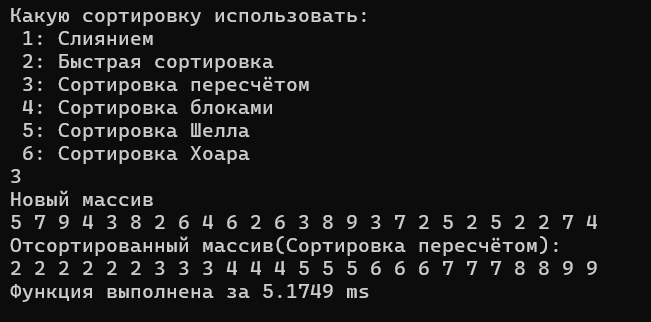 Какую сортировку использовать:
1: Слиянием
2: Быстрая сортировка
3: Сортировка пересчётом
4: Сортировка блоками
5: Сортировка Шелла
6: Сортировка Хоара
3
Новый массив
5 7 9 4 3 8 2 6 4 6 2 6 3 8 9 3 7 2 5 2 5 2 2 7 4
Отсортированный массив(Сортировка пересчётом):
2 2 2 2 2 2 3 3 3 4 4 4 5 5 5 6 6 6 7 7 7 8 8 9 9
Функция выполнена за 5.1749 ms